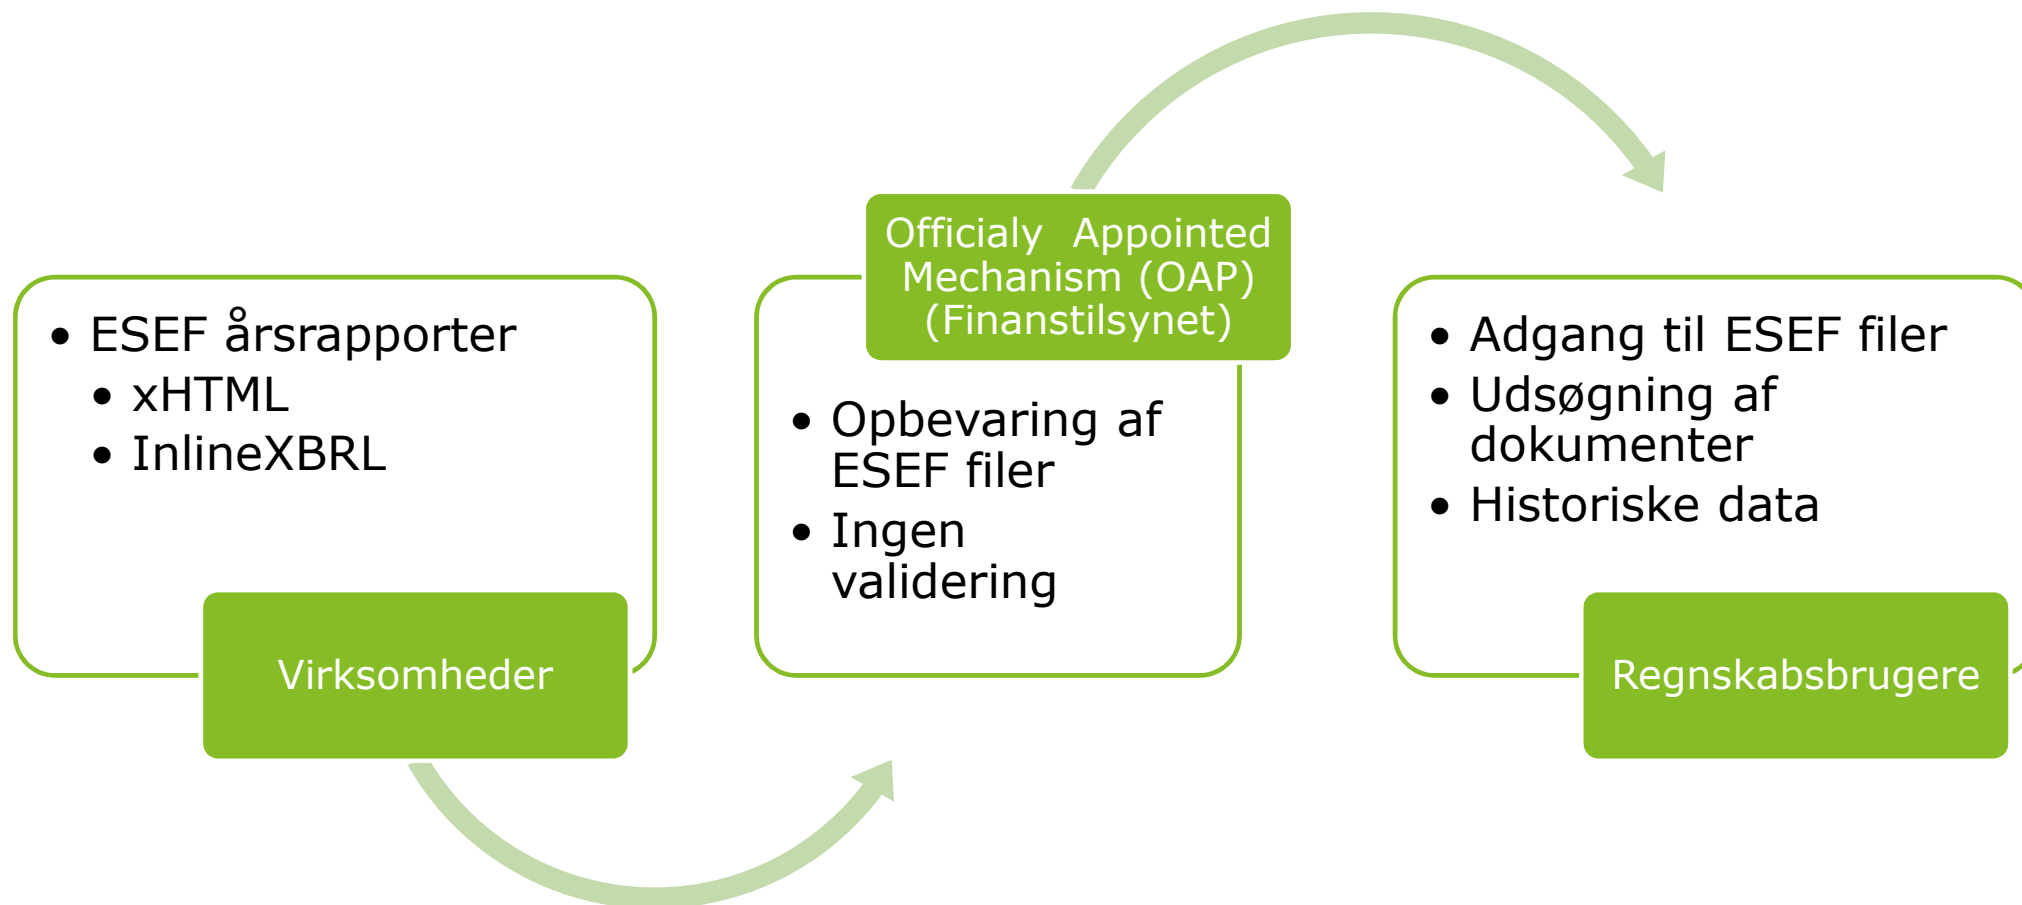 • ESEF årsrapporter
• xHTML
• InlineXBRL
Virksomheder
Officialy Appointed
Mechanism (OAP)
(Finanstilsynet)
• Opbevaring af
ESEF filer
• Ingen
validering
• Adgang til ESEF filer
• Udsøgning af
dokumenter
• Historiske data
Regnskabsbrugere